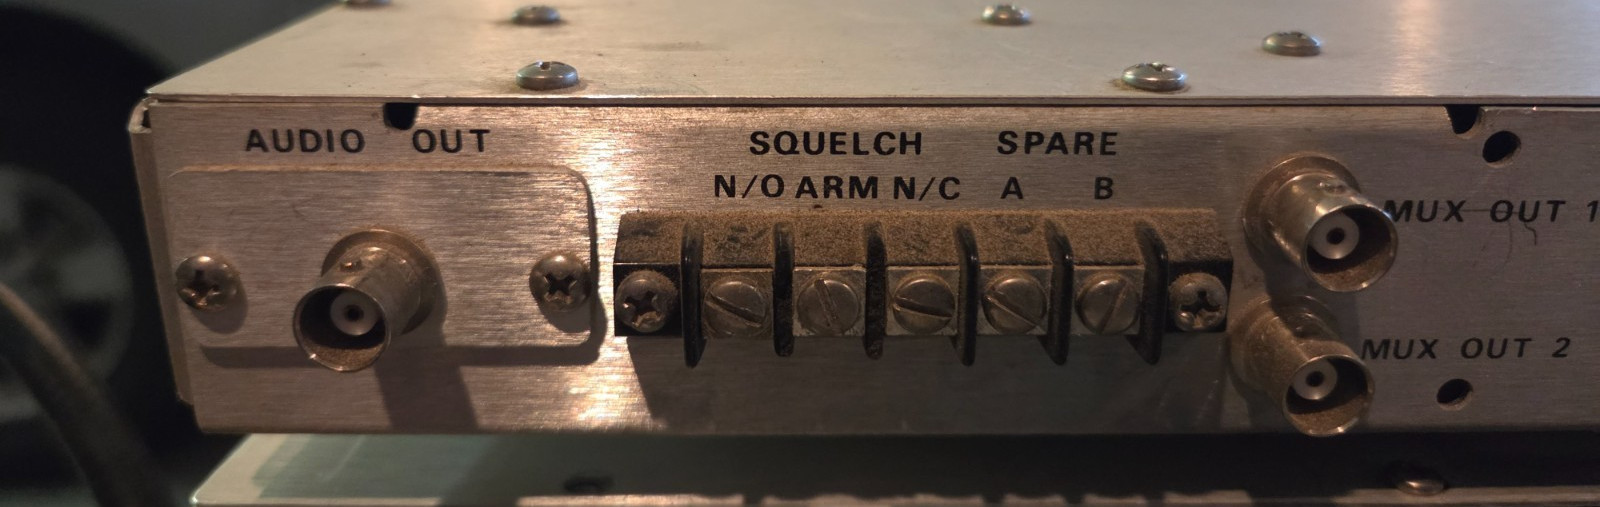 AUDIO OUT
SQUELCH SPARE
N/O ARM N/C A B
MUX OUT 1
MUX OUT 2